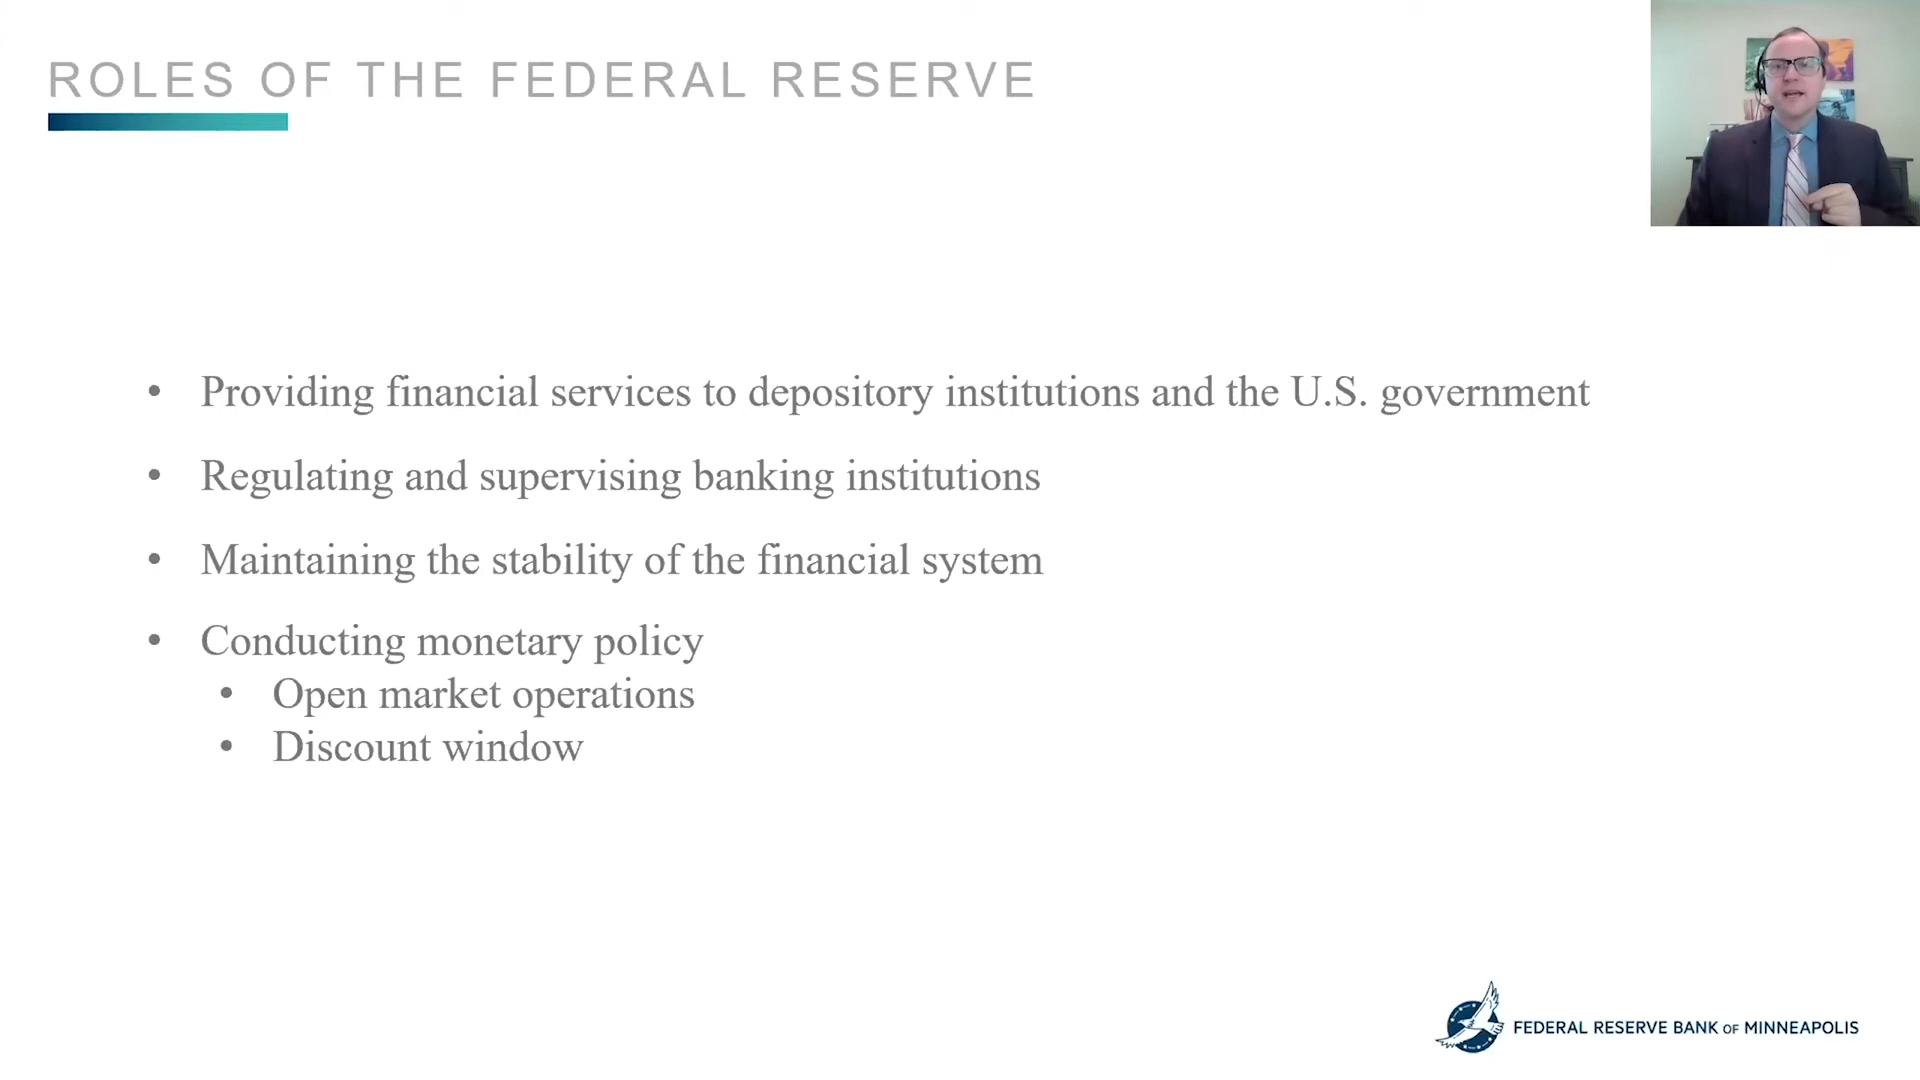 ROLES OF THE FEDERAL RESERVE
• Providing financial services to depository institutions and the U.S. government
• Regulating and supervising banking institutions
• Maintaining the stability of the financial system
• Conducting monetary policy
• Open market operations
• Discount window
FEDERAL RESERVE BANK OF MINNEAPOLIS